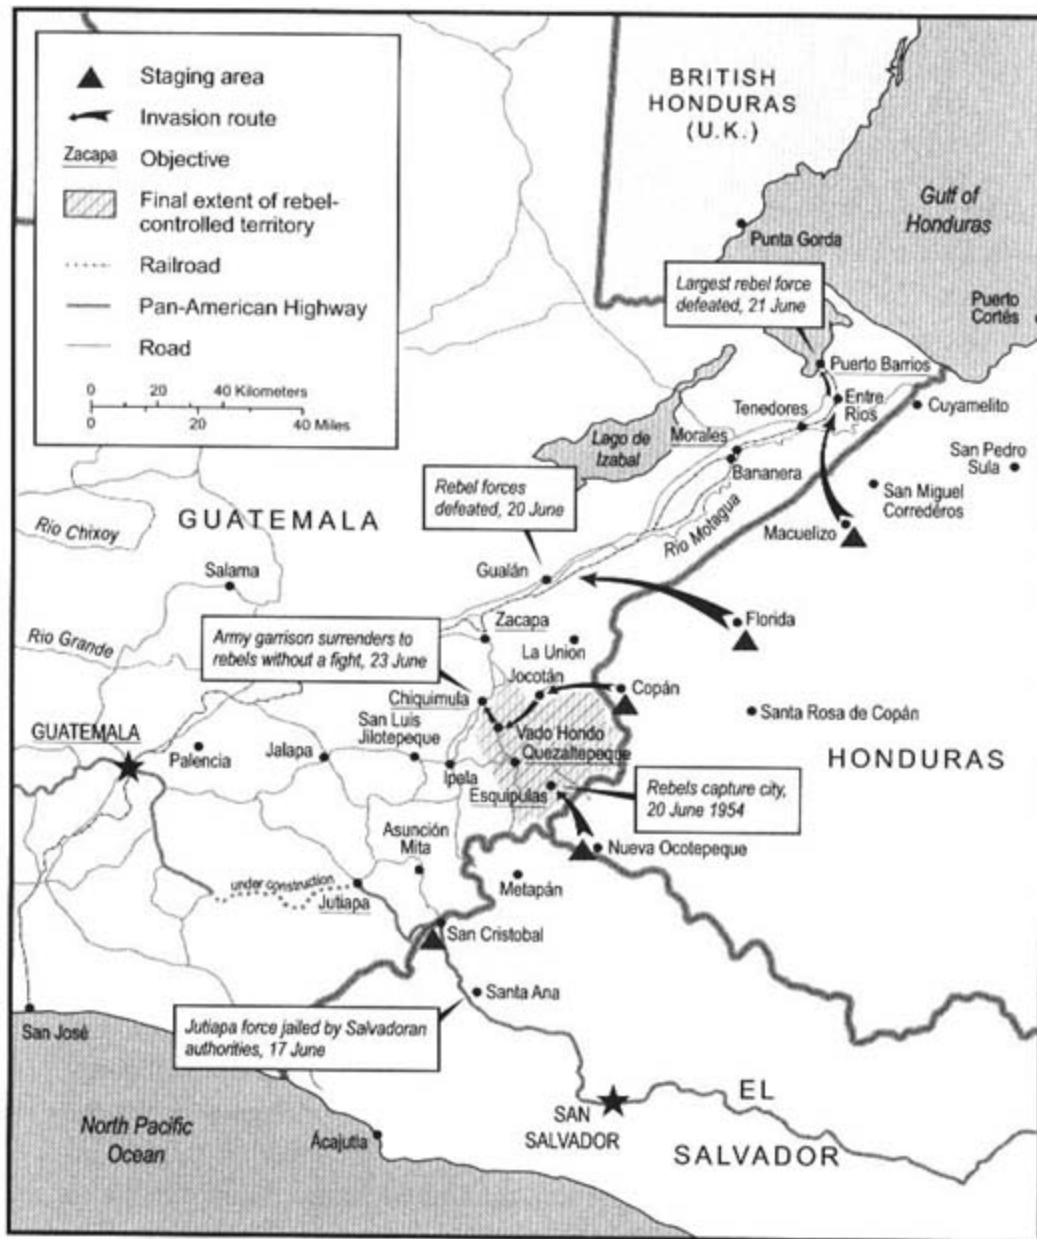 Staging area
Invasion route
Zacapa Objective
Final extent of rebel-
controlled territory
Railroad
Pan-American Highway
Road
0 20 40 Kilometers
0 20 40 Miles
BRITISH
HONDURAS
(U.K.)
Gulf of
Honduras
Punta Gorda
Largest rebel force
defeated, 21 June
Puerto
Cortés
Puerto Barrios
Entre
Rios
Cuyamelito
Tenedores
Morales
Lago de
Izabal
Bananera
San Pedro
Sula
San Miguel
Correderos
Rebel forces
defeated, 20 June
Río Motagua
Macuelizo
Río Chixoy
GUATEMALA
Gualán
Salama
Río Grande
Florida
Army garrison surrenders to
rebels without a fight, 23 June
Zacapa
La Union
Jocotán
Copán
Chiquimula
Santa Rosa de Copán
San Luis
Jilotepeque
Vado Hondo
GUATEMALA
Palencia
Jalapa
Quezaltepeque
HONDURAS
Ipela
Esquipulas
Rebels capture city,
20 June 1954
Asunción
Mita
Nueva Ocotepeque
under construction
Metapán
Jutiapa
San Cristobal
Santa Ana
San José
Jutiapa force jailed by Salvadoran
authorities, 17 June
North Pacific
Ocean
Ácajutla
SAN
SALVADOR
EL
SALVADOR